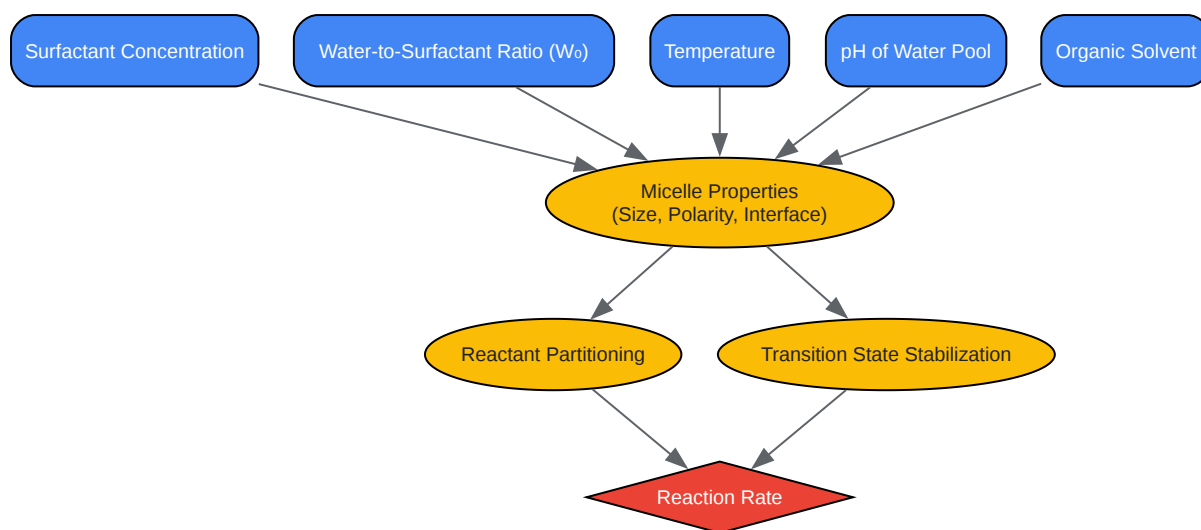 Surfactant Concentration
Water-to-Surfactant Ratio (W₀)
Temperature
pH of Water Pool
Organic Solvent
Micelle Properties
(Size, Polarity, Interface)
Reactant Partitioning
Transition State Stabilization
Reaction Rate